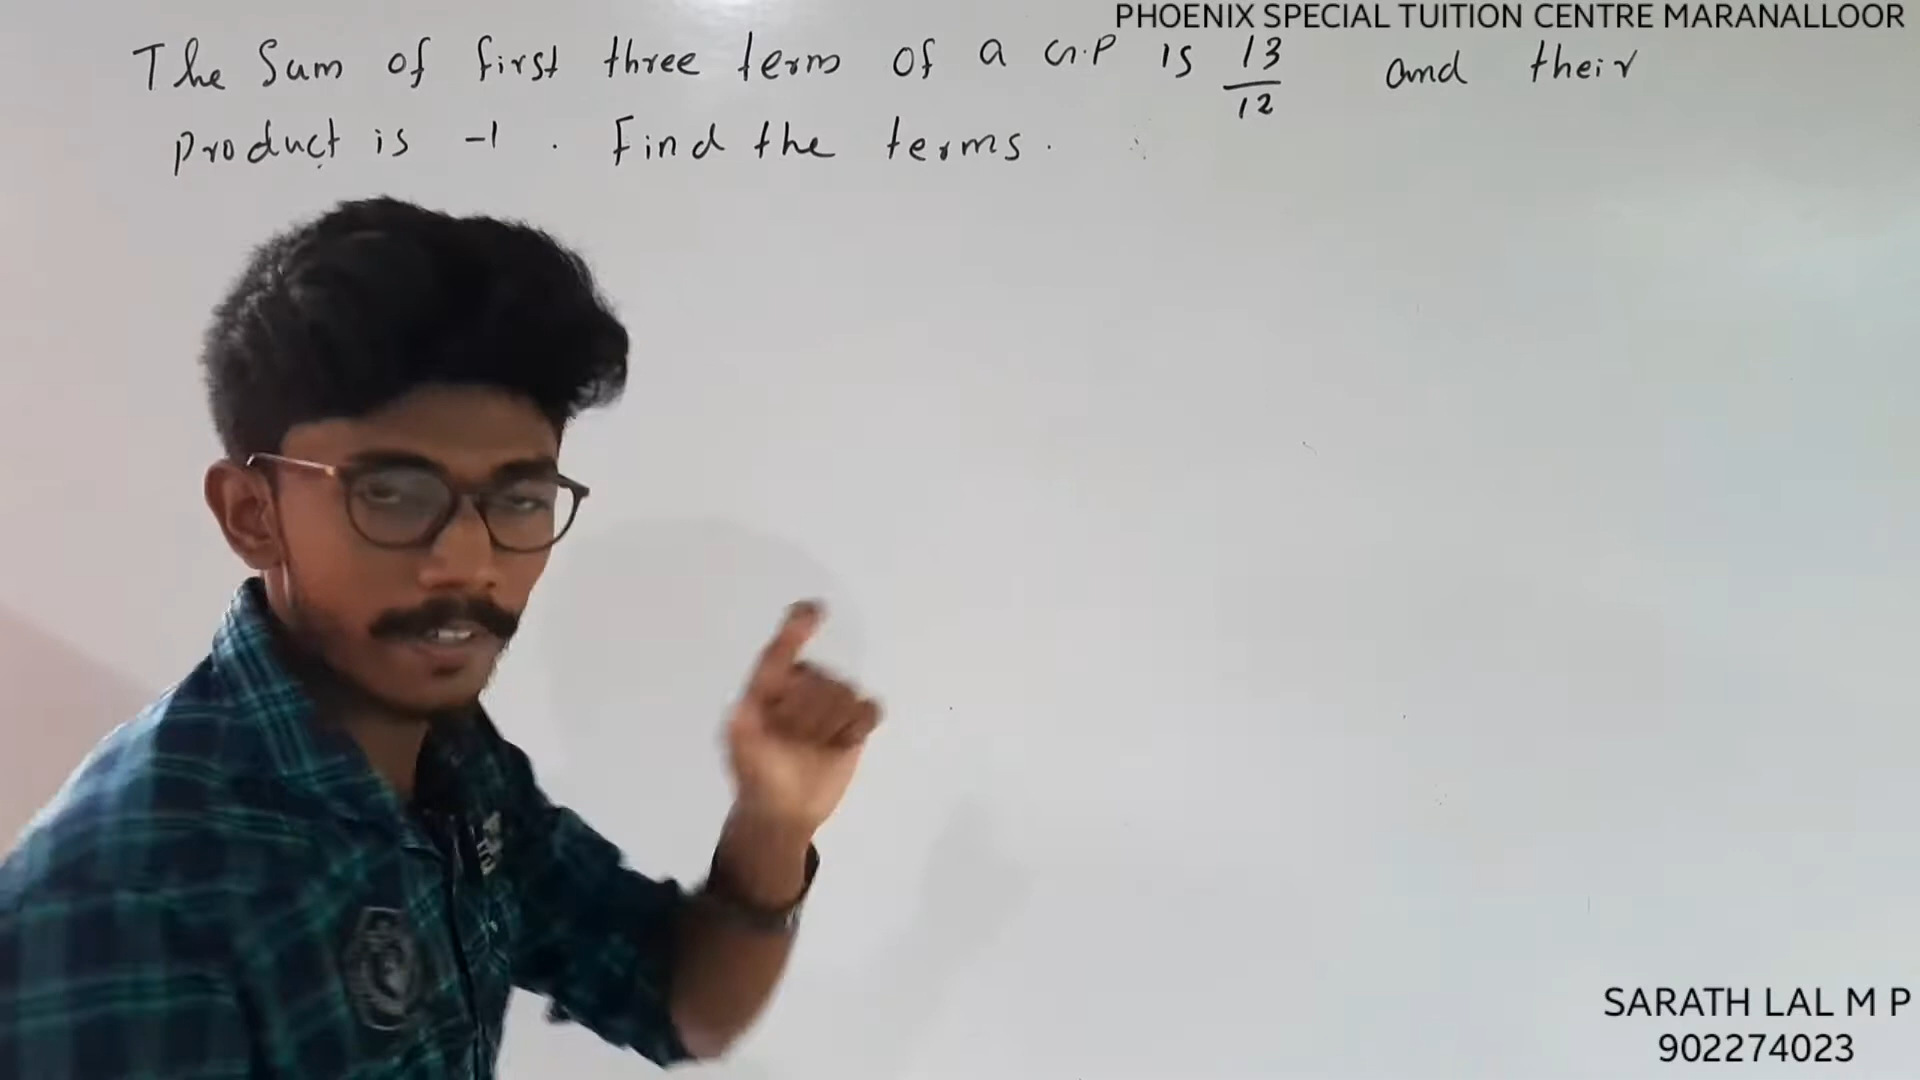 PHOENIX SPECIAL TUITION CENTRE MARANALLOOR
The Sum of first three term of a G.P is 13/12 and their
product is -1 . Find the terms.
SARATH LAL M P
902274023